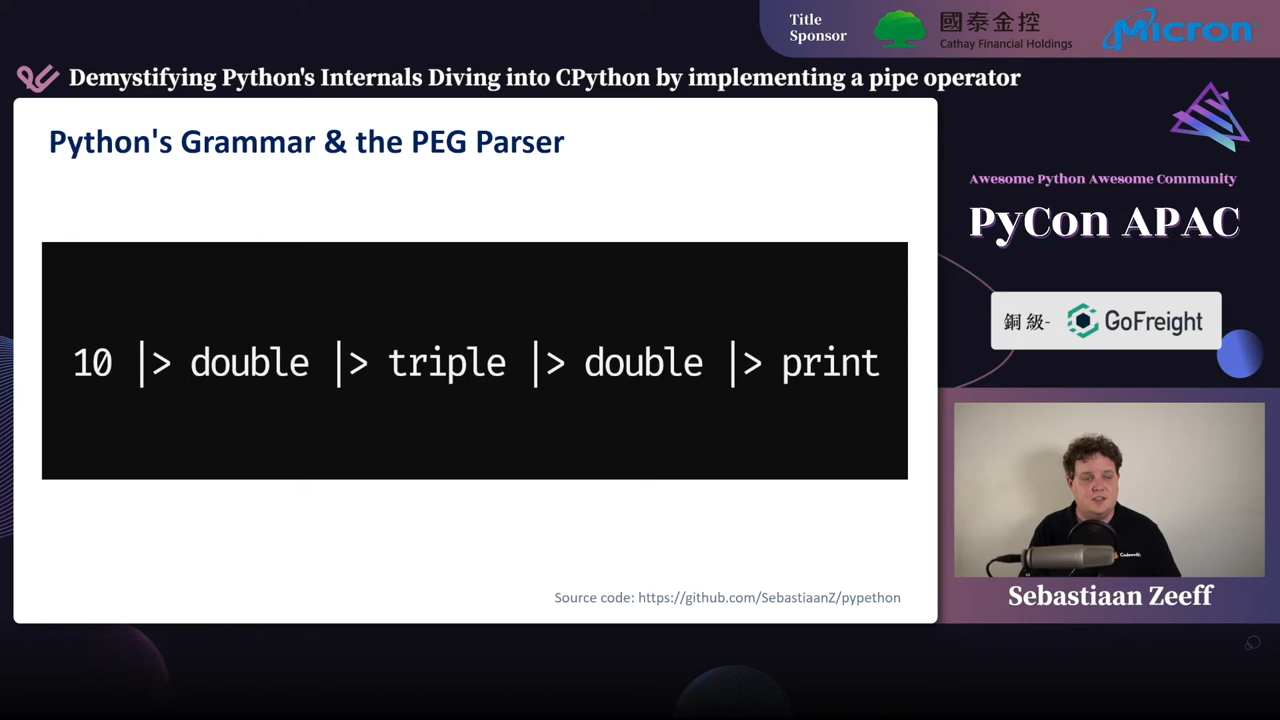 Title
Sponsor
國泰金控
Cathay Financial Holdings
Micron
Demystifying Python's Internals Diving into CPython by implementing a pipe operator
Python's Grammar & the PEG Parser
10 |> double |> triple |> double |> print
Source code: https://github.com/SebastiaanZ/pypethon
Awesome Python Awesome Community
PyCon APAC
銅級- GoFreight
Codesmith
Sebastiaan Zeeff